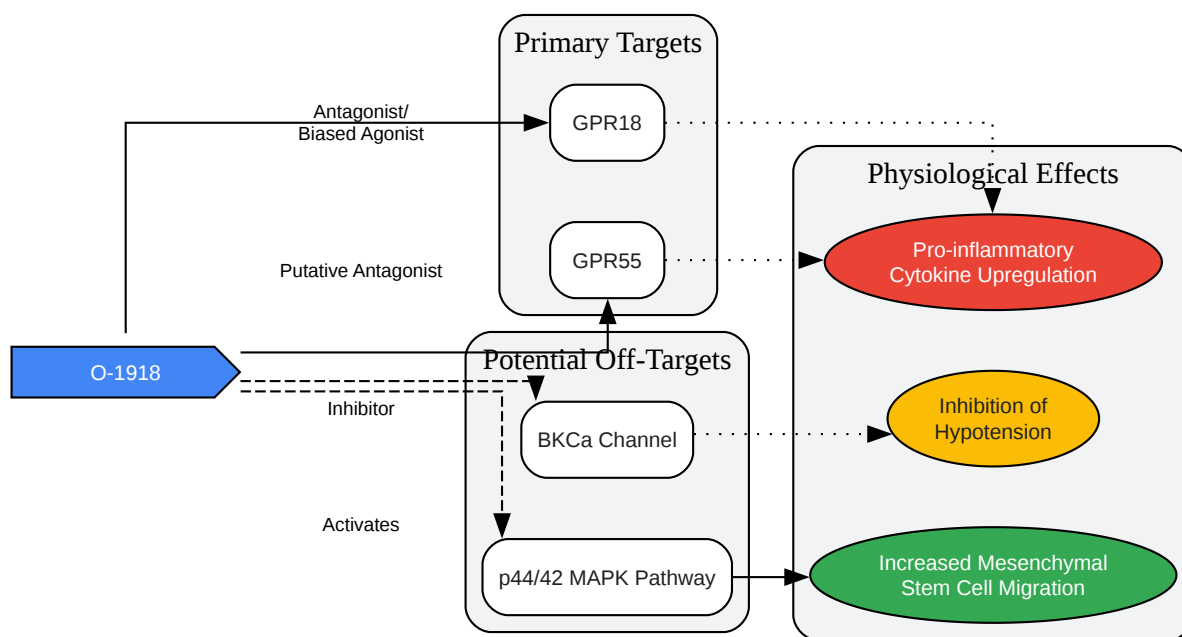 Primary Targets
Antagonist/
Biased Agonist
GPR18
Physiological Effects
Putative Antagonist
GPR55
Pro-inflammatory
Cytokine Upregulation
O-1918
Potential Off-Targets
Inhibitor
BKCa Channel
Inhibition of
Hypotension
Activates
p44/42 MAPK Pathway
Increased Mesenchymal
Stem Cell Migration